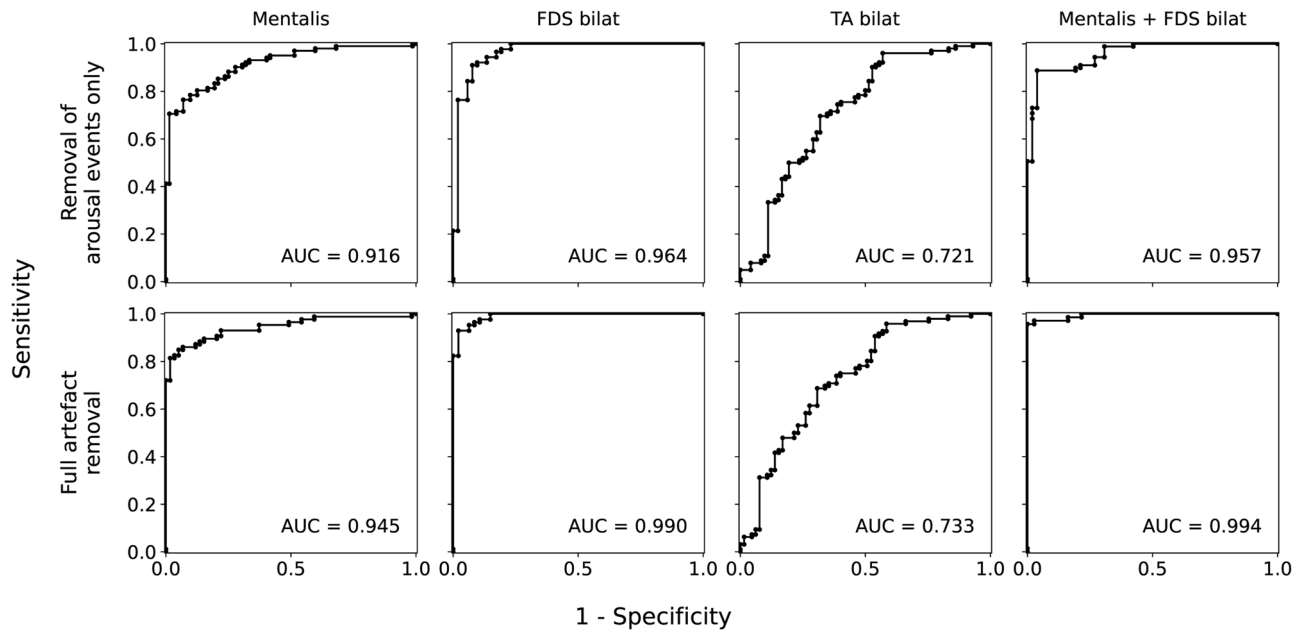 Mentalis
FDS bilat
TA bilat
Mentalis + FDS bilat
Sensitivity
Removal of
arousal events only
1.0
0.8
0.6
0.4
0.2
0.0
AUC = 0.916
AUC = 0.964
AUC = 0.721
AUC = 0.957
Full artefact
removal
1.0
0.8
0.6
0.4
0.2
0.0
AUC = 0.945
AUC = 0.990
AUC = 0.733
AUC = 0.994
0.0 0.5 1.0
0.0 0.5 1.0
0.0 0.5 1.0
0.0 0.5 1.0
1 - Specificity